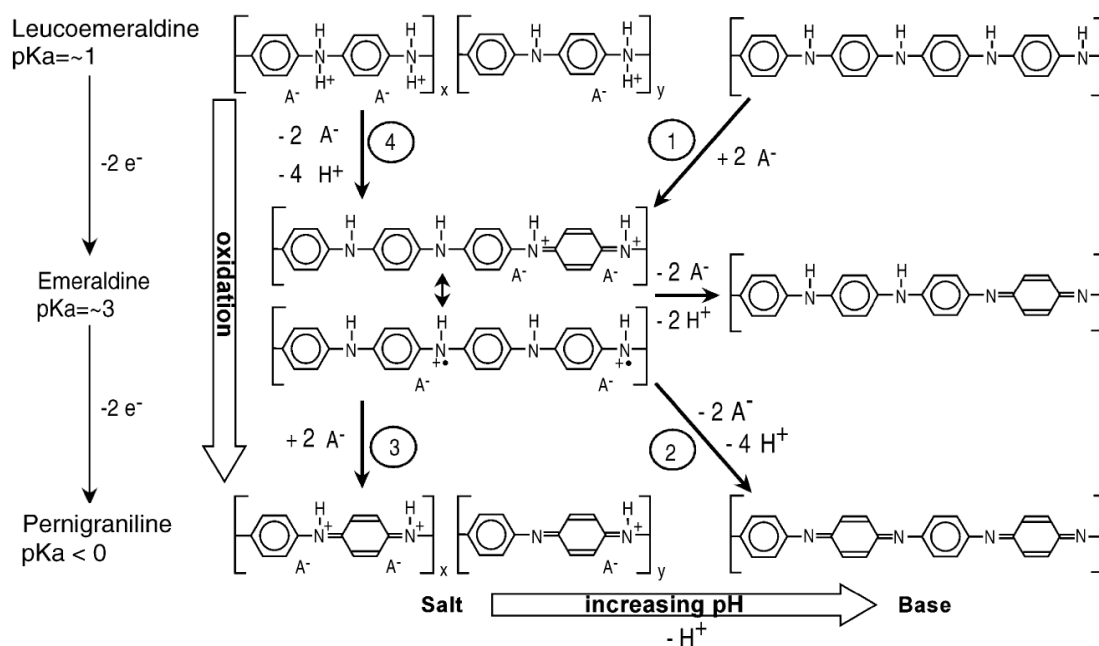 Leucoemeraldine
pKa=~1
H H
N N
H+ H+
A- A-
x
H H
N N
H+
A-
y
H H H H
N N N N
-2 e-
- 2 A-
- 4 H+
4
1
+ 2 A-
oxidation
H H H H
N N N N
+ +
A- A-
Emeraldine
pKa=~3
- 2 A-
- 2 H+
H H
N N N N
H H H H
N N N N
+• +•
A- A-
-2 e-
+ 2 A-
3
2
- 2 A-
- 4 H+
Pernigraniline
pKa < 0
H H
N+ N+
A- A-
x
H
N N+
A-
y
N N N N
Salt
increasing pH
Base
- H+